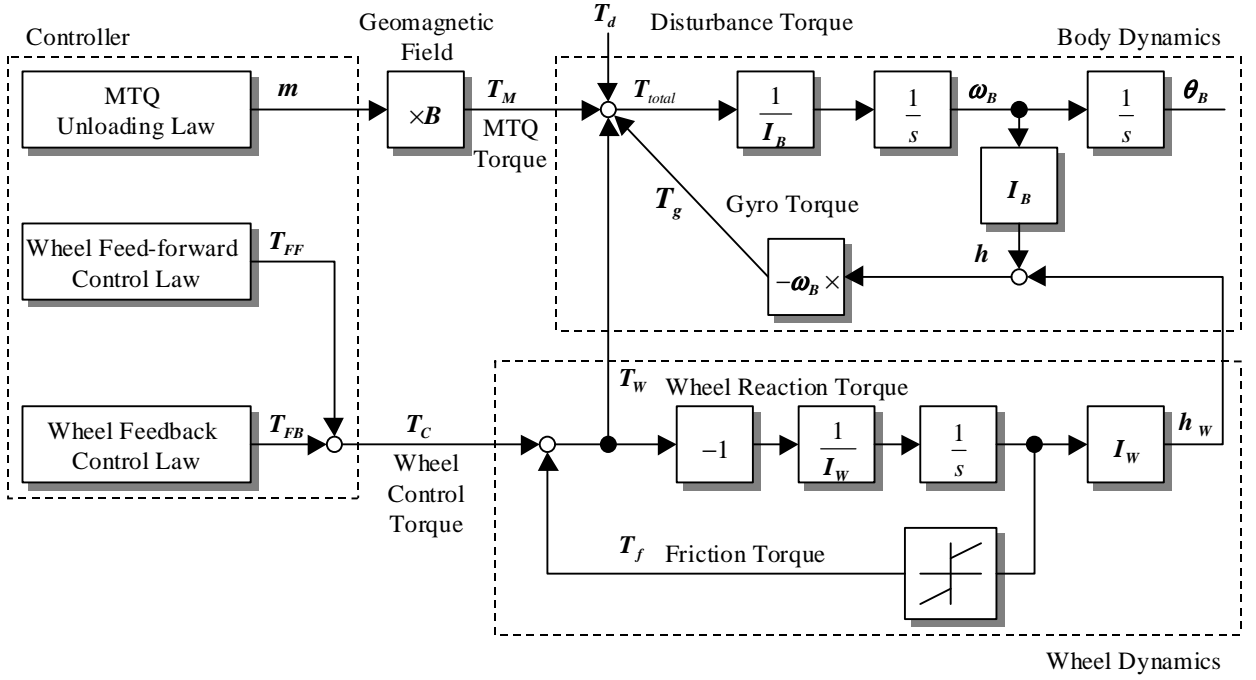 Controller
Geomagnetic
Field
T_d
Disturbance Torque
Body Dynamics
MTQ
Unloading Law
m
×B
T_M
MTQ
Torque
T_total
1
I_B
1
s
ω_B
1
s
θ_B
I_B
T_g
Gyro Torque
h
−ω_B ×
Wheel Feed-forward
Control Law
T_FF
Wheel Feedback
Control Law
T_FB
T_C
Wheel
Control
Torque
T_W
Wheel Reaction Torque
−1
1
I_W
1
s
I_W
h_W
T_f
Friction Torque
Wheel Dynamics